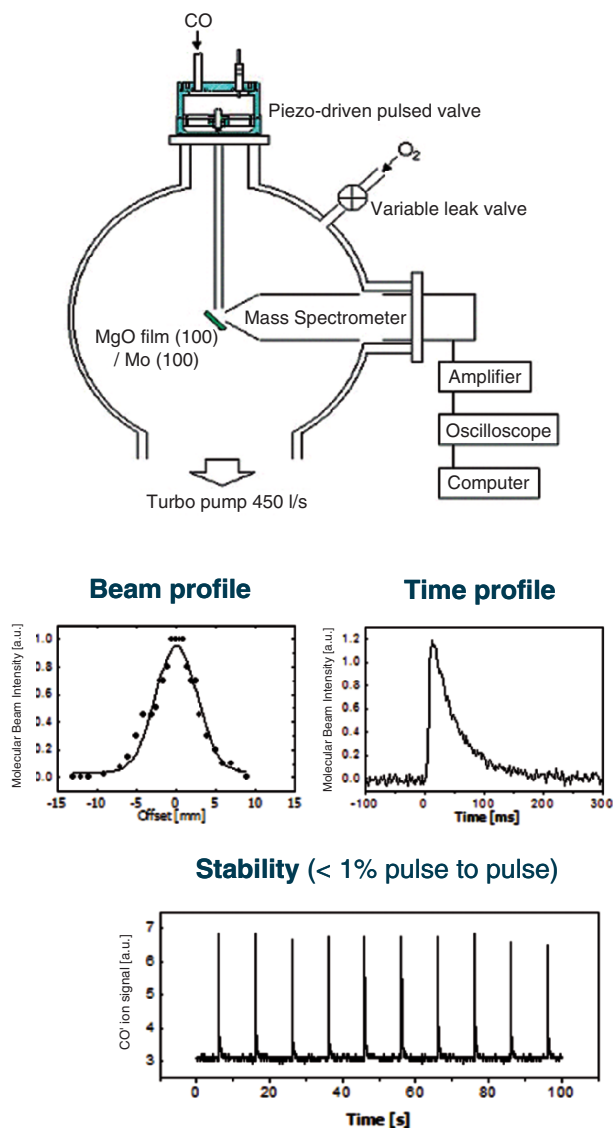 CO
Piezo-driven pulsed valve
O2
Variable leak valve
MgO film (100)
/ Mo (100)
Mass Spectrometer
Amplifier
Oscilloscope
Computer
Turbo pump 450 l/s
Beam profile
Molecular Beam Intensity [a.u.]
1.0
0.8
0.6
0.4
0.2
0.0
-15 -10 -5 0 5 10 15
Offset [mm]
Time profile
Molecular Beam Intensity [a.u.]
1.2
1.0
0.8
0.6
0.4
0.2
0.0
-100 0 100 200 300
Time [ms]
Stability (< 1% pulse to pulse)
CO' ion signal [a.u.]
7
6
5
4
3
0 20 40 60 80 100
Time [s]